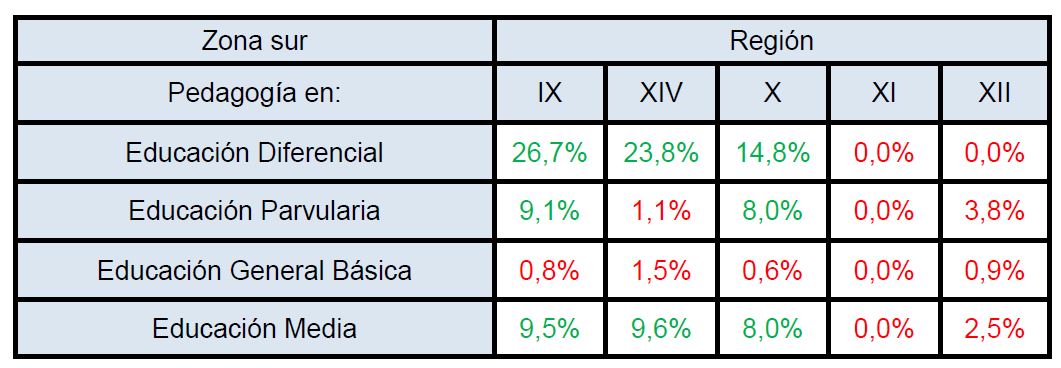 Zona sur Región
Pedagogía en: IX XIV X XI XII
Educación Diferencial 26,7% 23,8% 14,8% 0,0% 0,0%
Educación Parvularia 9,1% 1,1% 8,0% 0,0% 3,8%
Educación General Básica 0,8% 1,5% 0,6% 0,0% 0,9%
Educación Media 9,5% 9,6% 8,0% 0,0% 2,5%